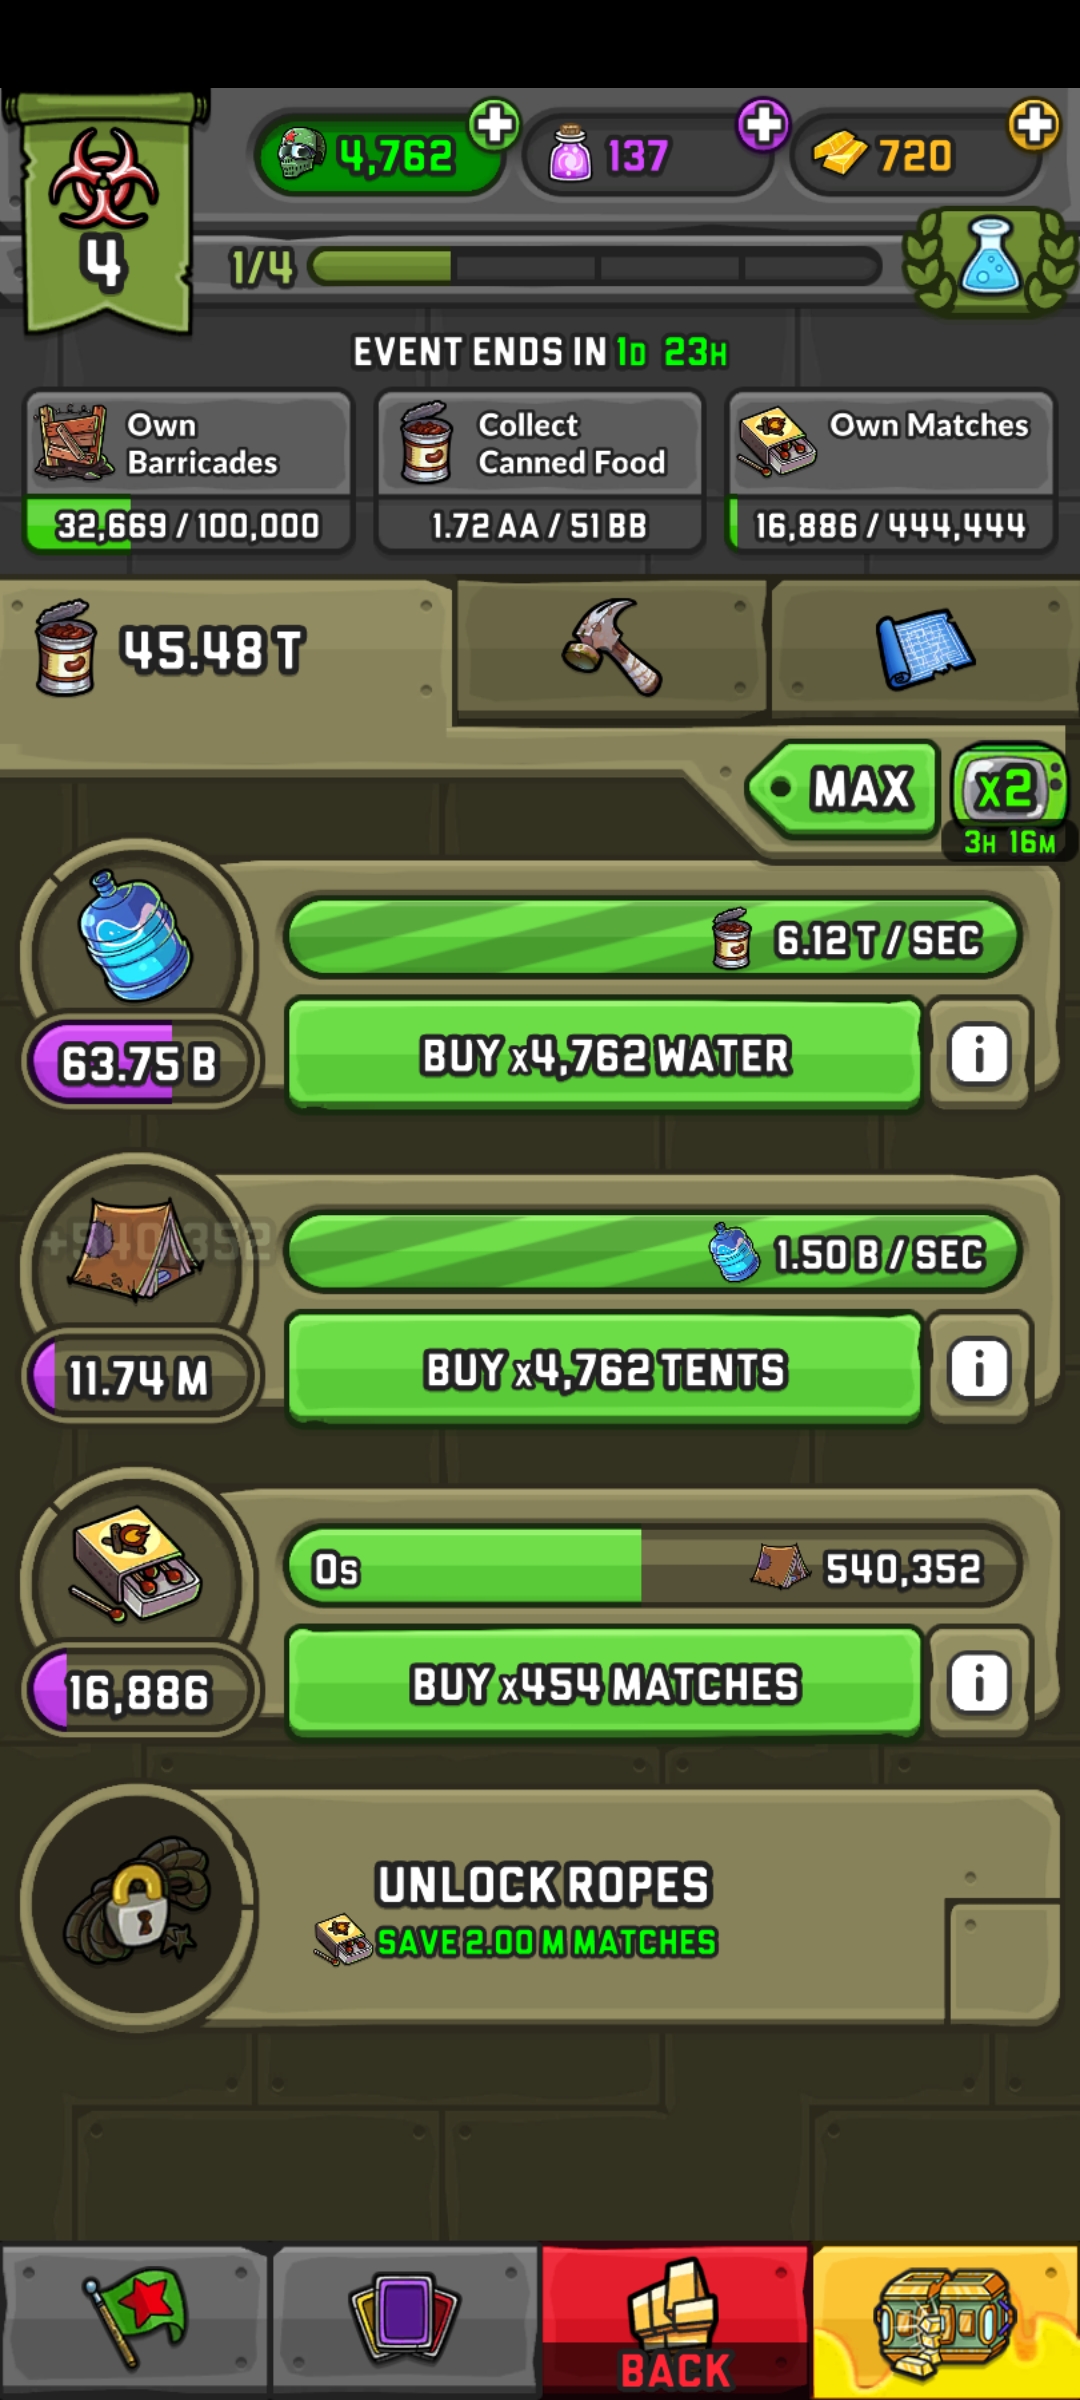 4,762
137
720
4
1/4
EVENT ENDS IN 1D 23H
Own Barricades
32,669 / 100,000
Collect Canned Food
1.72 AA / 51 BB
Own Matches
16,886 / 444,444
45.48 T
MAX
x2
3H 16M
6.12 T / SEC
BUY x4,762 WATER
63.75 B
+540,352
1.50 B / SEC
BUY x4,762 TENTS
11.74 M
0s
540,352
BUY x454 MATCHES
16,886
UNLOCK ROPES
SAVE 2.00 M MATCHES
BACK